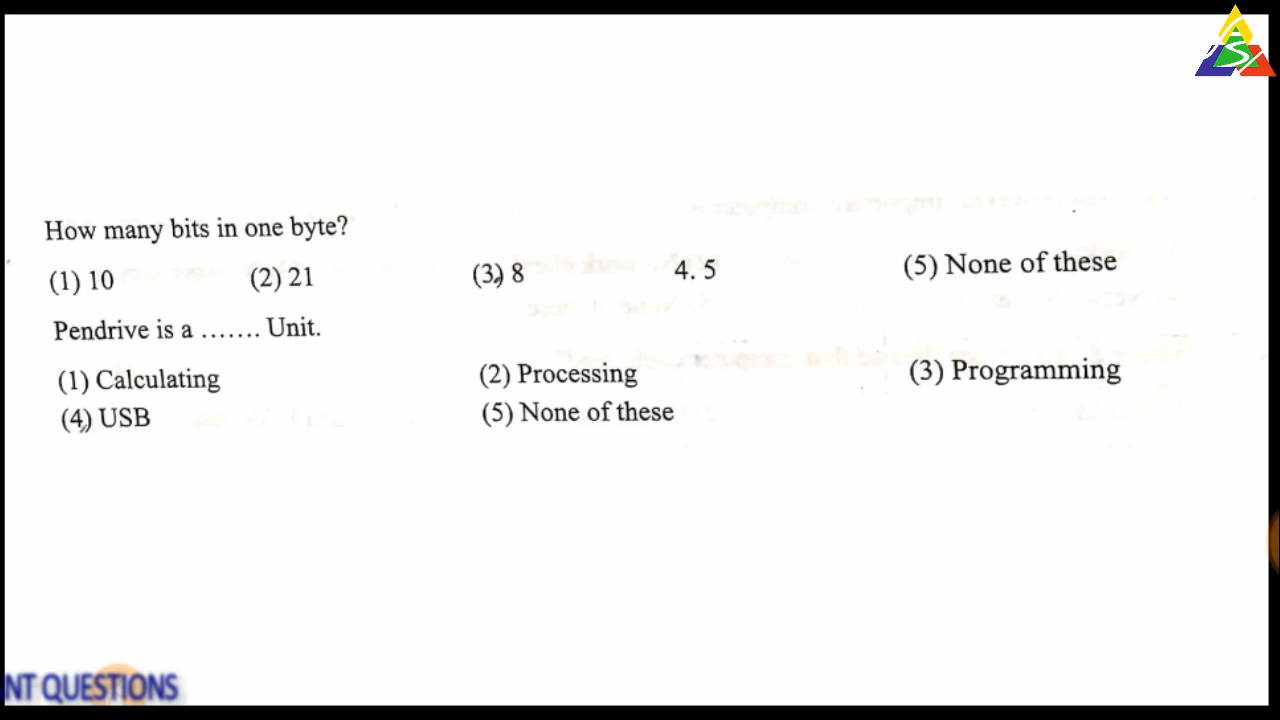 How many bits in one byte?
(1) 10 (2) 21 (3) 8 4. 5 (5) None of these
Pendrive is a ....... Unit.
(1) Calculating (2) Processing (3) Programming
(4) USB (5) None of these
NT QUESTIONS